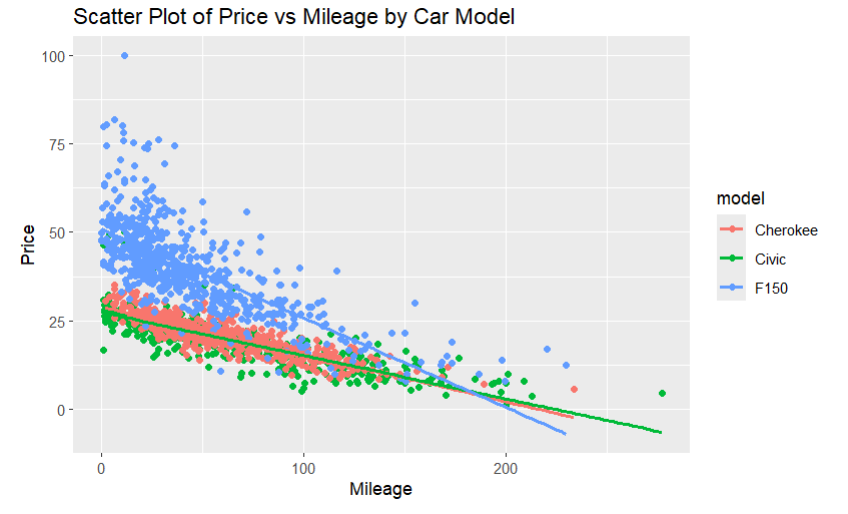 Scatter Plot of Price vs Mileage by Car Model
100
75
50
25
0
Price
0 100 200
Mileage
model
Cherokee
Civic
F150